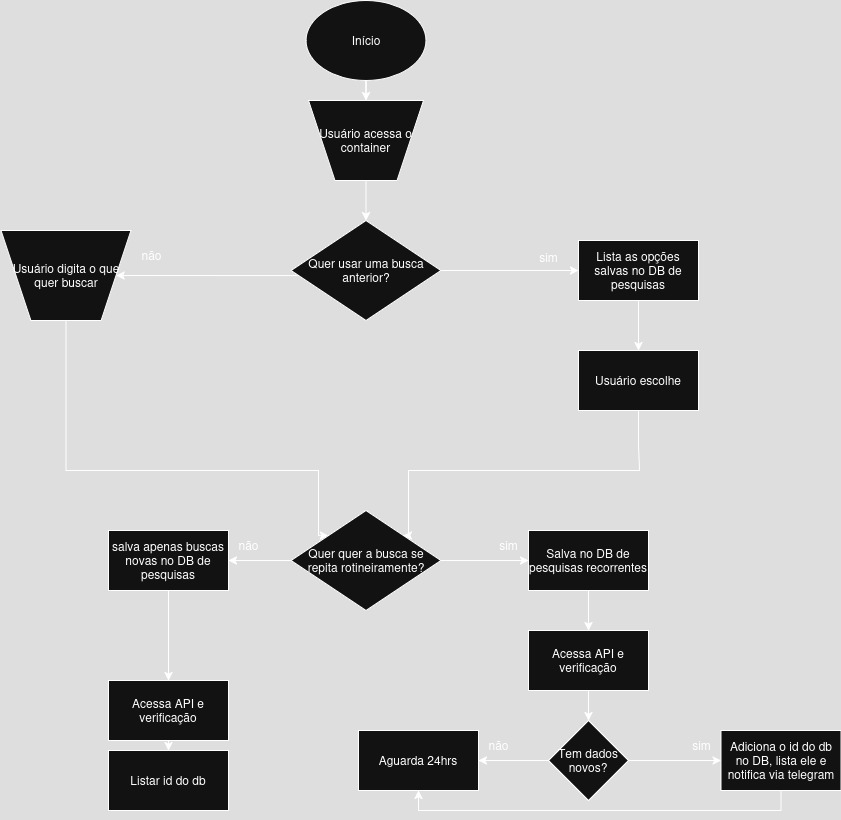 Início
Usuário acessa o
container
Quer usar uma busca
anterior?
não
sim
Usuário digita o que
quer buscar
Lista as opções
salvas no DB de
pesquisas
Usuário escolhe
Quer quer a busca se
repita rotineiramente?
não
sim
salva apenas buscas
novas no DB de
pesquisas
Salva no DB de
pesquisas recorrentes
Acessa API e
verificação
Listar id do db
Acessa API e
verificação
Tem dados
novos?
não
sim
Aguarda 24hrs
Adiciona o id do db
no DB, lista ele e
notifica via telegram